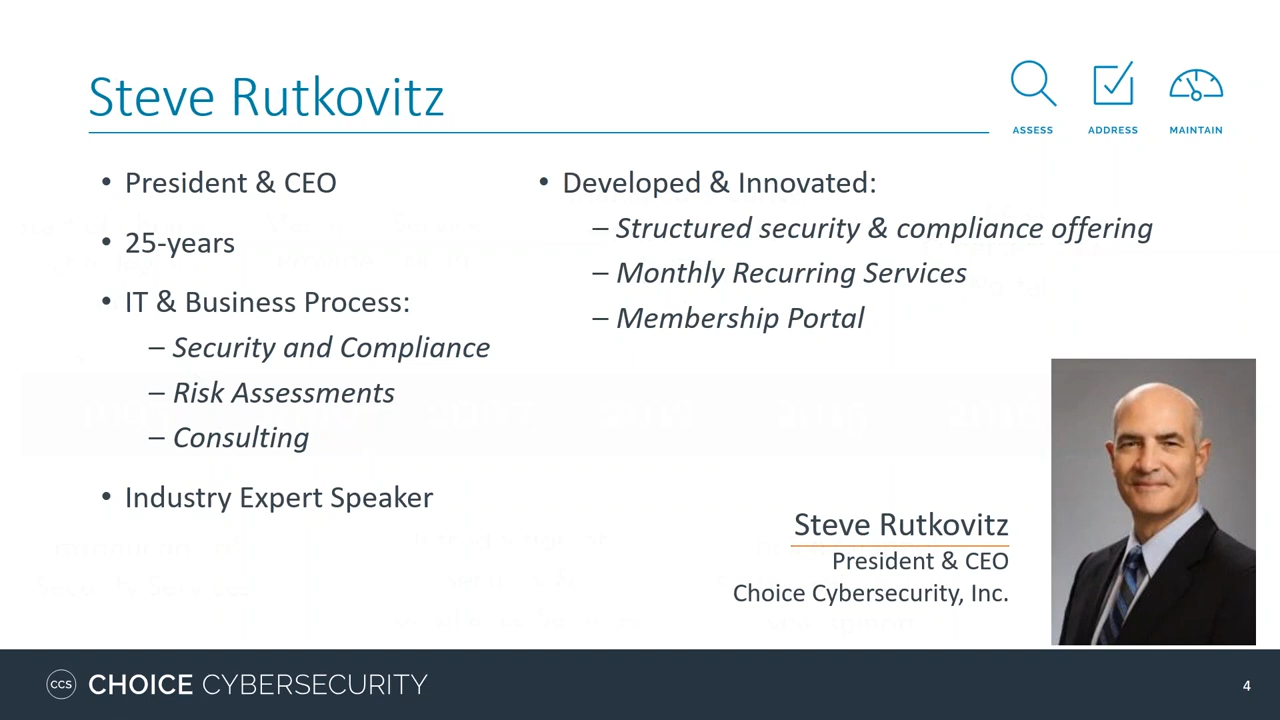 Steve Rutkovitz
ASSESS
ADDRESS
MAINTAIN
• President & CEO
• 25-years
• IT & Business Process:
– Security and Compliance
– Risk Assessments
– Consulting
• Industry Expert Speaker
• Developed & Innovated:
– Structured security & compliance offering
– Monthly Recurring Services
– Membership Portal
Steve Rutkovitz
President & CEO
Choice Cybersecurity, Inc.
CCS CHOICE CYBERSECURITY
4